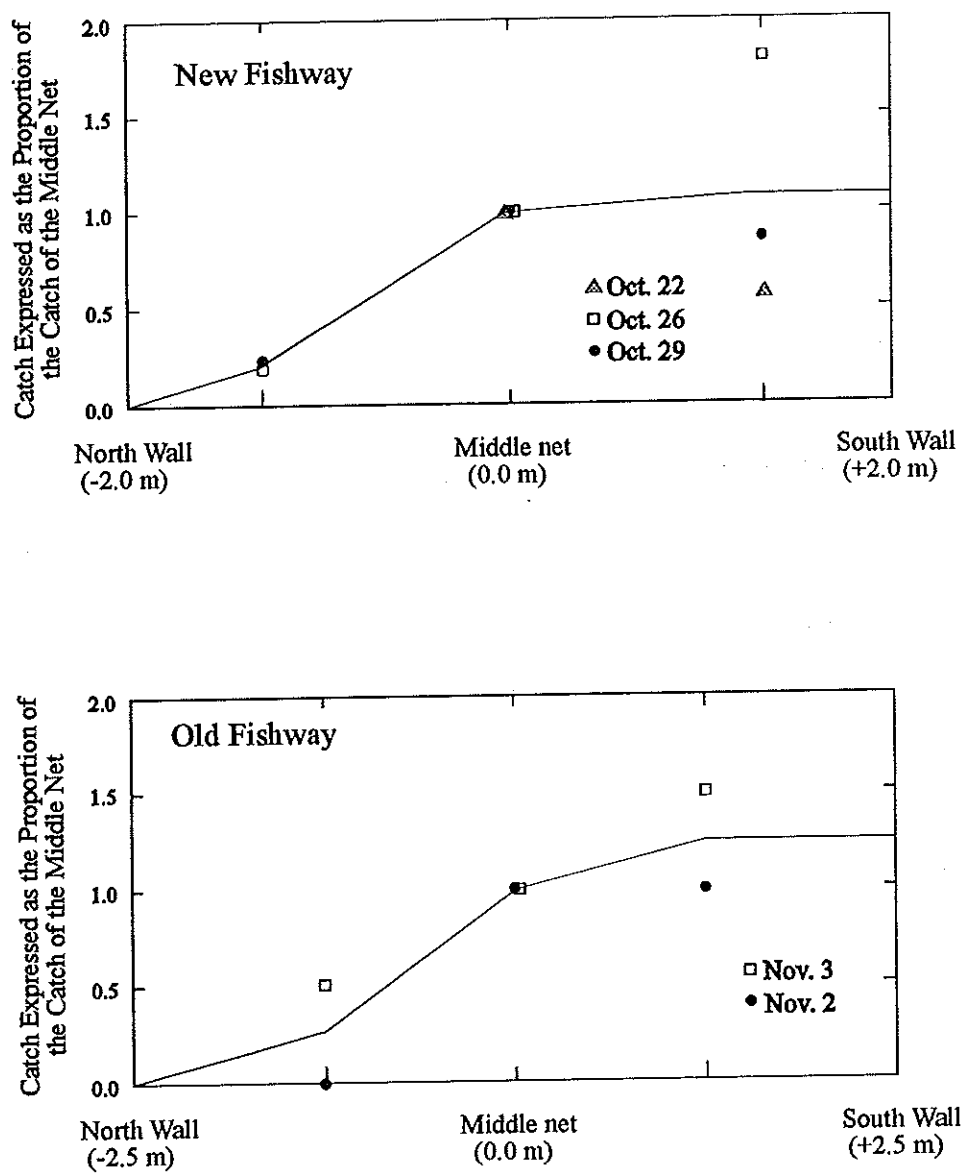 Catch Expressed as the Proportion of
the Catch of the Middle Net
2.0
1.5
1.0
0.5
0.0
New Fishway
Oct. 22
Oct. 26
Oct. 29
North Wall
(-2.0 m)
Middle net
(0.0 m)
South Wall
(+2.0 m)
Catch Expressed as the Proportion of
the Catch of the Middle Net
2.0
1.5
1.0
0.5
0.0
Old Fishway
Nov. 3
Nov. 2
North Wall
(-2.5 m)
Middle net
(0.0 m)
South Wall
(+2.5 m)